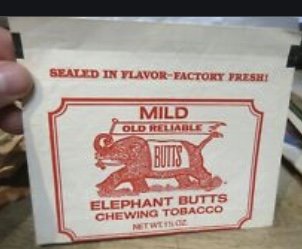 SEALED IN FLAVOR-FACTORY FRESH!
MILD
OLD RELIABLE
BUTTS
ELEPHANT BUTTS
CHEWING TOBACCO
NET WT. 1½ OZ.